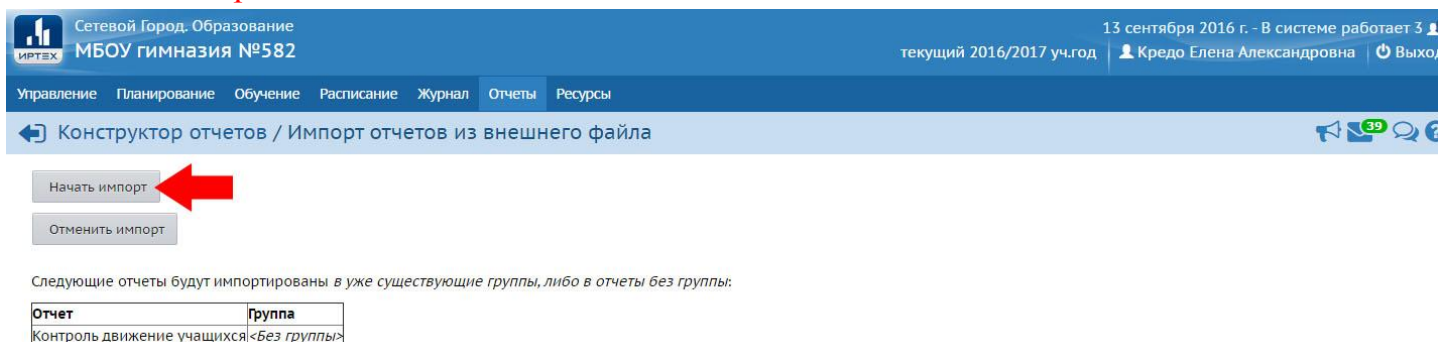 Сетевой Город. Образование
13 сентября 2016 г. - В системе работает 3
ИРТЕХ МБОУ гимназия №582
текущий 2016/2017 уч.год Кредо Елена Александровна Выход
Управление Планирование Обучение Расписание Журнал Отчеты Ресурсы
Конструктор отчетов / Импорт отчетов из внешнего файла
39
Начать импорт
Отменить импорт
Следующие отчеты будут импортированы в уже существующие группы, либо в отчеты без группы:
Отчет Группа
Контроль движение учащихся <Без группы>